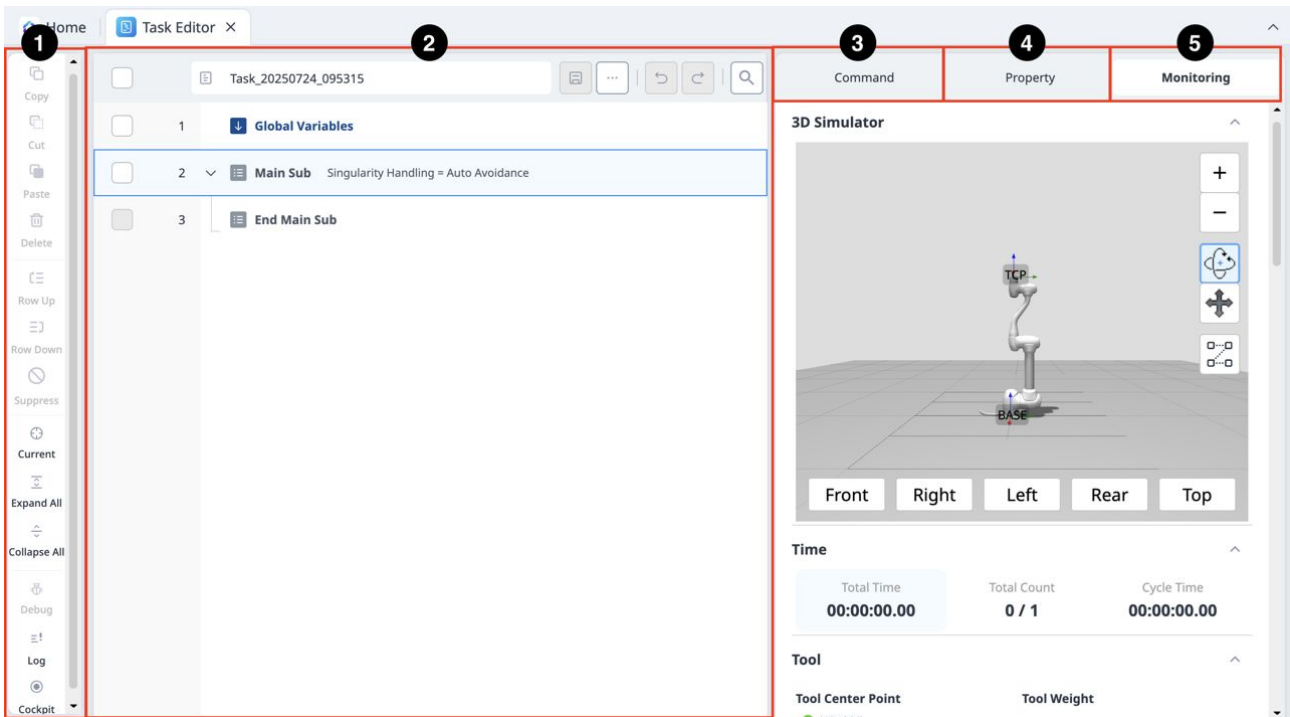 Home
Task Editor
1
2
3
4
5
Copy
Cut
Paste
Delete
Row Up
Row Down
Suppress
Current
Expand All
Collapse All
Debug
Log
Cockpit
Task_20250724_095315
1 Global Variables
2 Main Sub Singularity Handling = Auto Avoidance
3 End Main Sub
Command
Property
Monitoring
3D Simulator
TCP
BASE
Front Right Left Rear Top
Time
Total Time Total Count Cycle Time
00:00:00.00 0 / 1 00:00:00.00
Tool
Tool Center Point Tool Weight